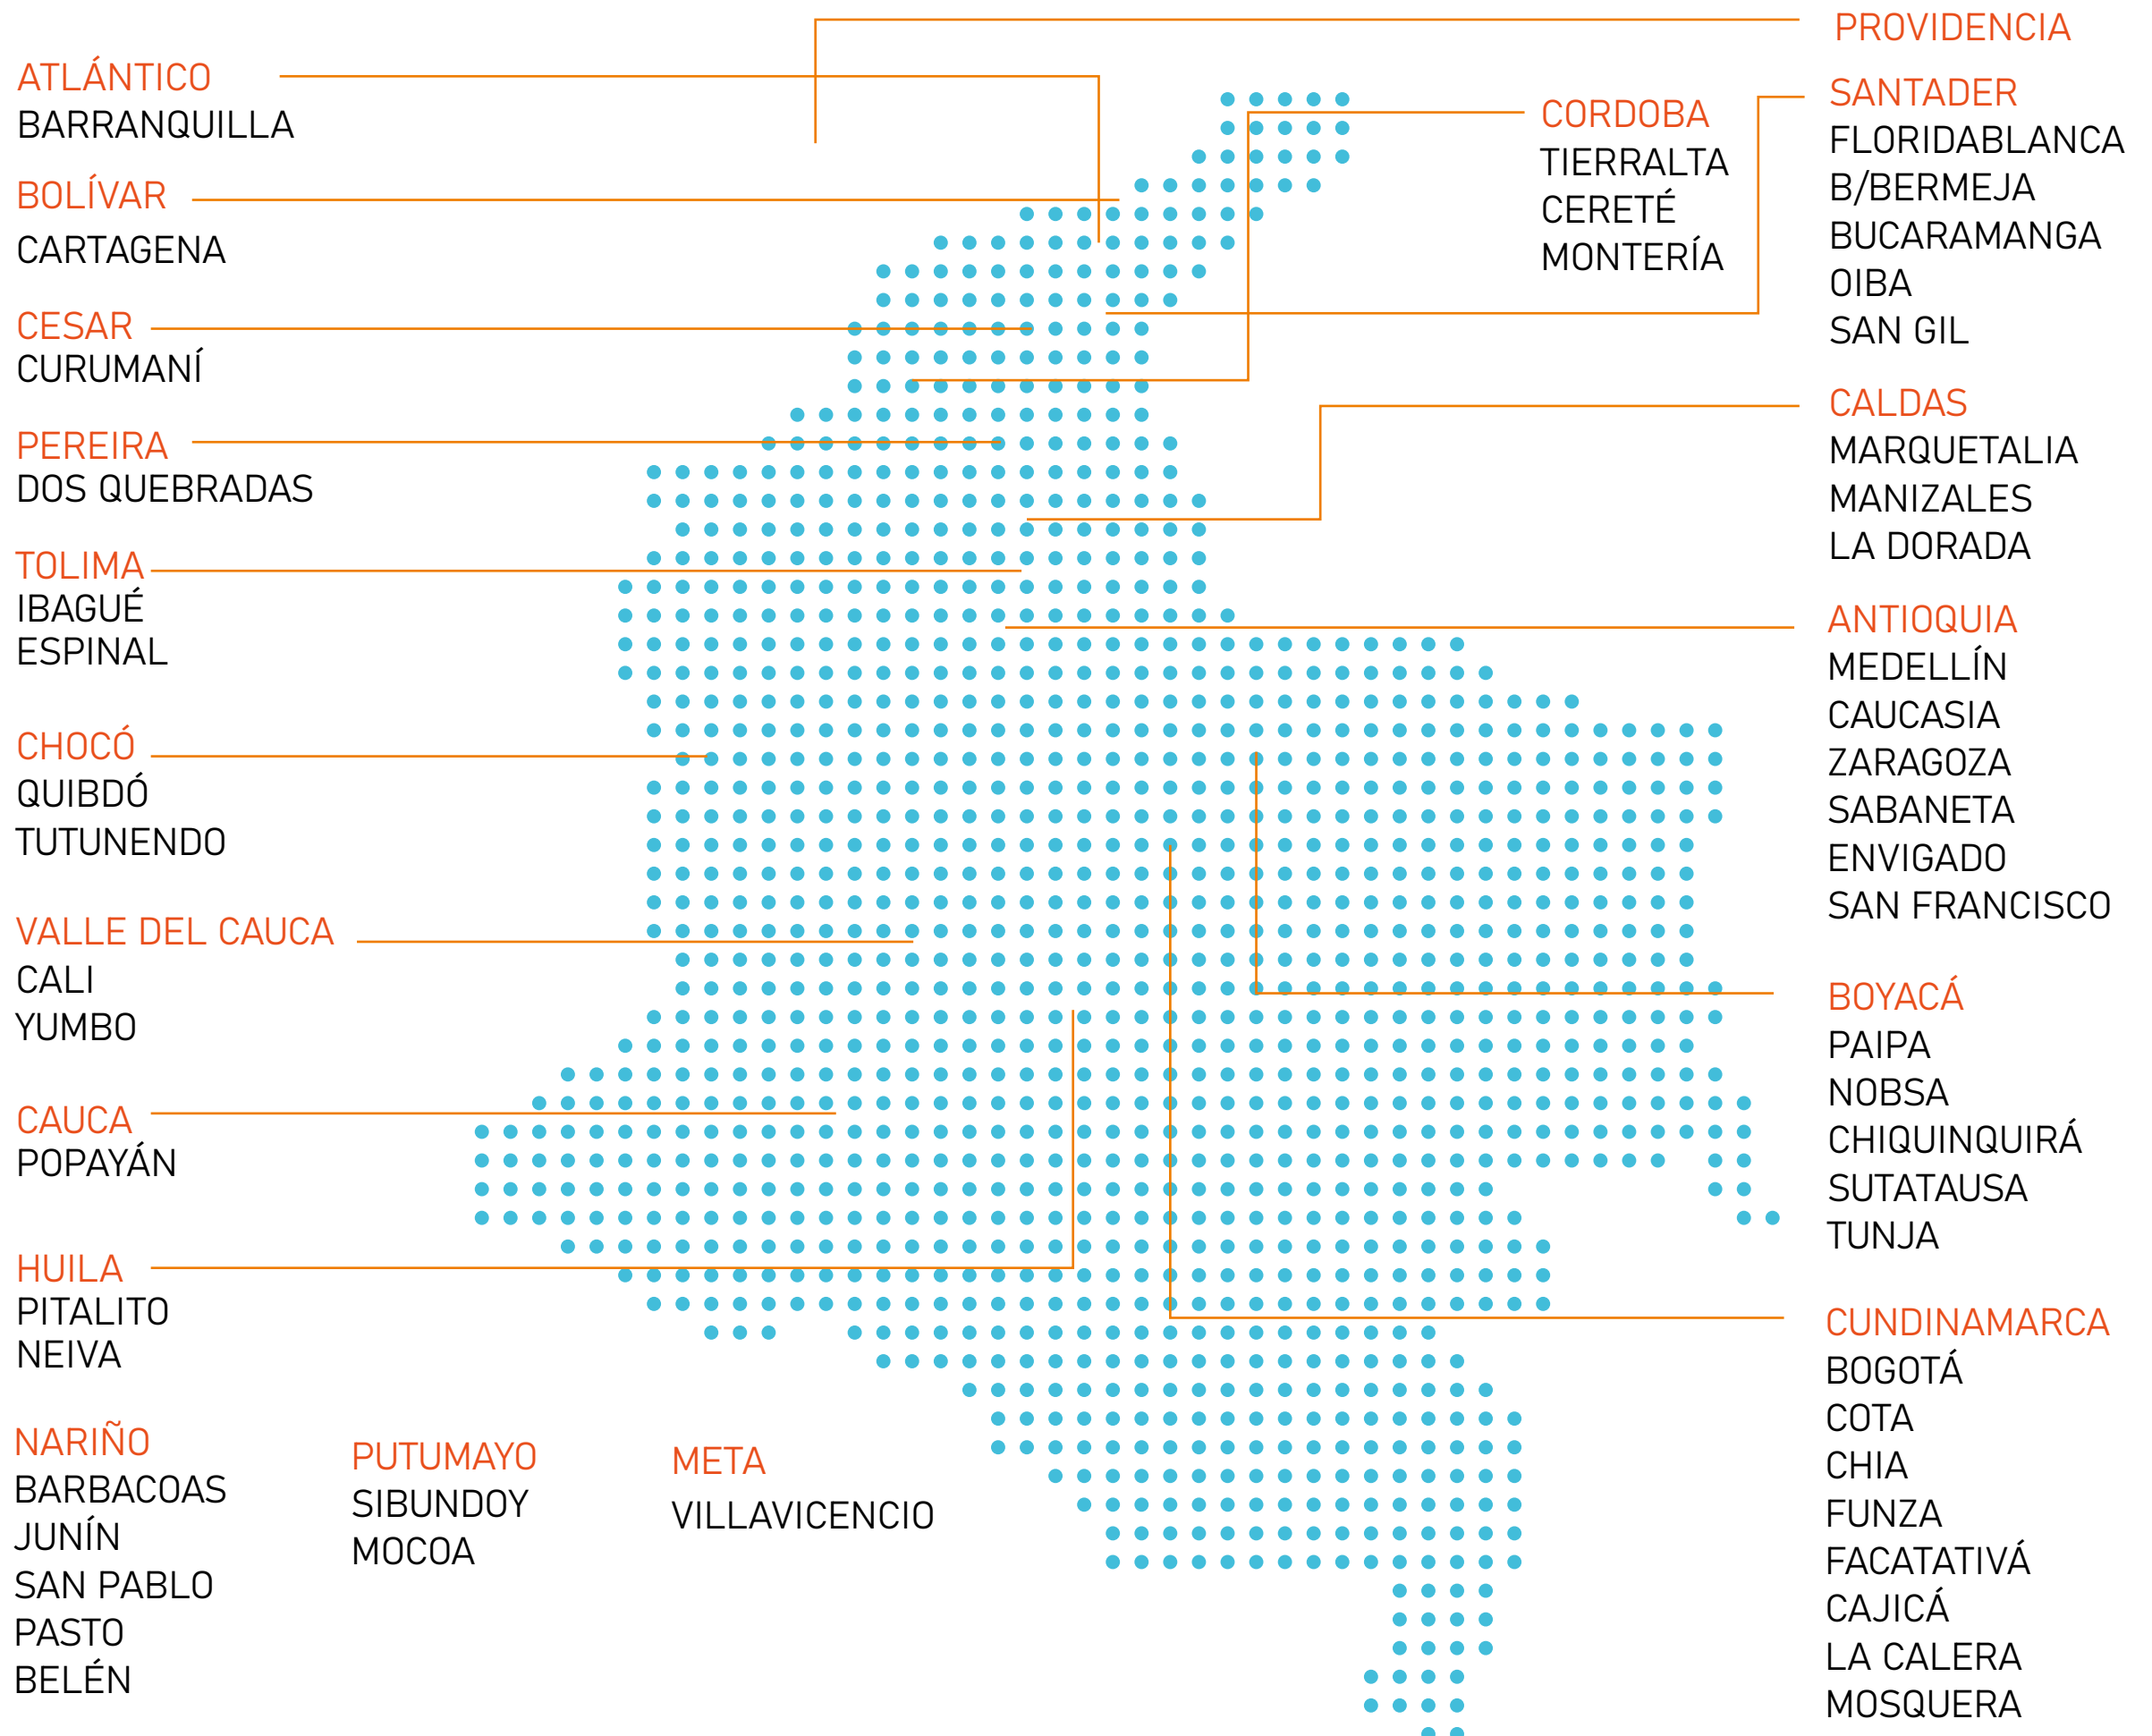 PROVIDENCIA
ATLÁNTICO
BARRANQUILLA
BOLÍVAR
CARTAGENA
CESAR
CURUMANÍ
PEREIRA
DOS QUEBRADAS
TOLIMA
IBAGUÉ
ESPINAL
CHOCÓ
QUIBDÓ
TUTUNENDO
VALLE DEL CAUCA
CALI
YUMBO
CAUCA
POPAYÁN
HUILA
PITALITO
NEIVA
NARIÑO
BARBACOAS
JUNÍN
SAN PABLO
PASTO
BELÉN
PUTUMAYO
SIBUNDOY
MOCOA
META
VILLAVICENCIO
CORDOBA
TIERRALTA
CERETÉ
MONTERÍA
SANTADER
FLORIDABLANCA
B/BERMEJA
BUCARAMANGA
OIBA
SAN GIL
CALDAS
MARQUETALIA
MANIZALES
LA DORADA
ANTIOQUIA
MEDELLÍN
CAUCASIA
ZARAGOZA
SABANETA
ENVIGADO
SAN FRANCISCO
BOYACÁ
PAIPA
NOBSA
CHIQUINQUIRÁ
SUTATAUSA
TUNJA
CUNDINAMARCA
BOGOTÁ
COTA
CHIA
FUNZA
FACATATIVÁ
CAJICÁ
LA CALERA
MOSQUERA